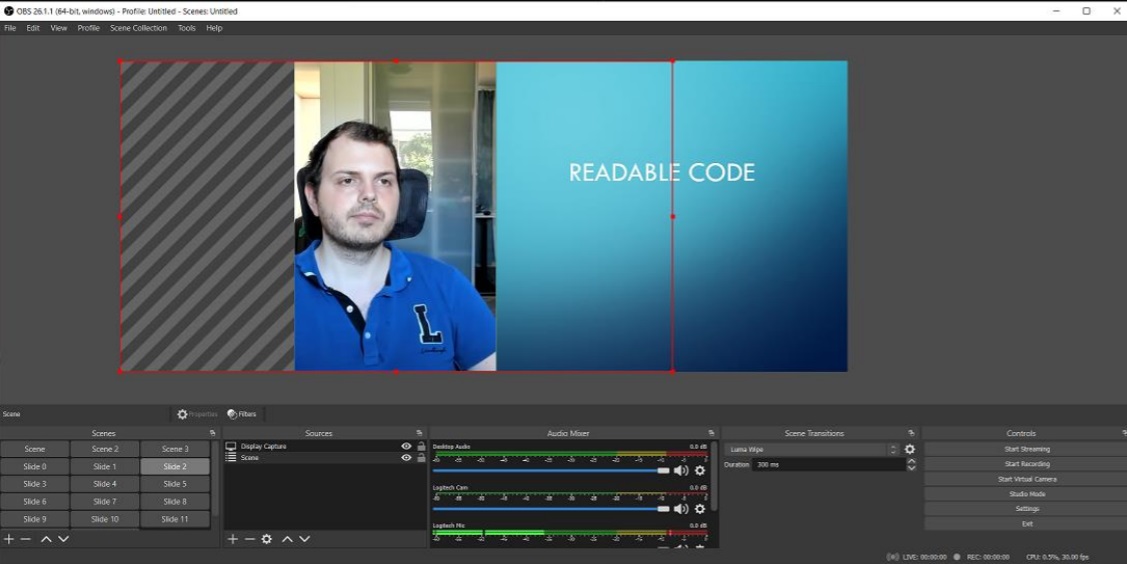 OBS 26.1.1 (64-bit, windows) - Profile: Untitled - Scenes: Untitled
File Edit View Profile Scene Collection Tools Help
READABLE CODE
L
Scene Properties Filters
Scenes Sources Audio Mixer Scene Transitions Controls
Scene Scene 2 Scene 3
Slide 0 Slide 1 Slide 2
Slide 3 Slide 4 Slide 5
Slide 6 Slide 7 Slide 8
Slide 9 Slide 10 Slide 11
Display Capture
Scene
Desktop Audio 0.0 dB
Logitech Cam 0.0 dB
Logitech Mic 0.0 dB
Luma Wipe
Duration 300 ms
Start Streaming
Start Recording
Start Virtual Camera
Studio Mode
Settings
Exit
LIVE: 00:00:00 REC: 00:00:00 CPU: 0.5%, 30.00 fps